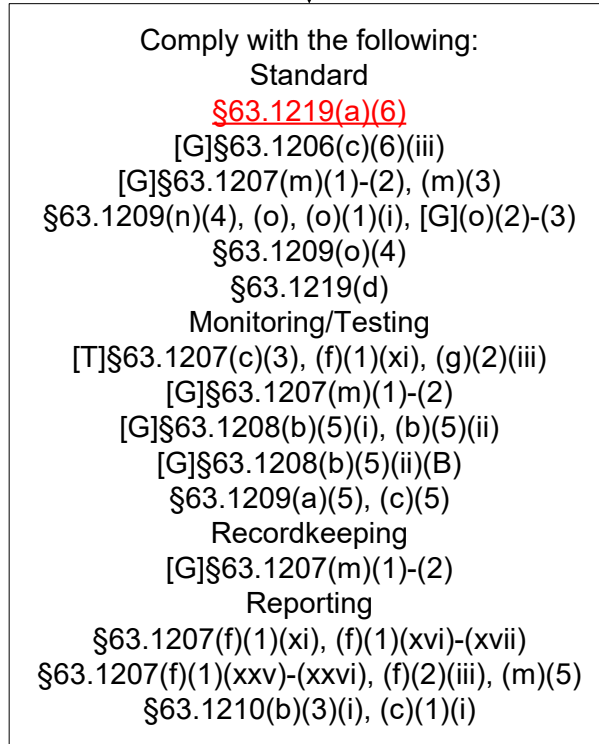 Comply with the following:
Standard
§63.1219(a)(6)
[G]§63.1206(c)(6)(iii)
[G]§63.1207(m)(1)-(2), (m)(3)
§63.1209(n)(4), (o), (o)(1)(i), [G](o)(2)-(3)
§63.1209(o)(4)
§63.1219(d)
Monitoring/Testing
[T]§63.1207(c)(3), (f)(1)(xi), (g)(2)(iii)
[G]§63.1207(m)(1)-(2)
[G]§63.1208(b)(5)(i), (b)(5)(ii)
[G]§63.1208(b)(5)(ii)(B)
§63.1209(a)(5), (c)(5)
Recordkeeping
[G]§63.1207(m)(1)-(2)
Reporting
§63.1207(f)(1)(xi), (f)(1)(xvi)-(xvii)
§63.1207(f)(1)(xxv)-(xxvi), (f)(2)(iii), (m)(5)
§63.1210(b)(3)(i), (c)(1)(i)